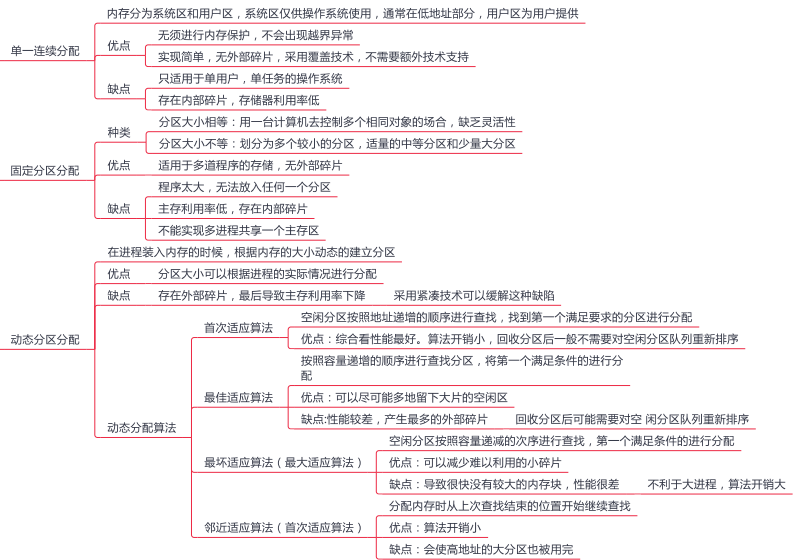 内存分为系统区和用户区，系统区仅供操作系统使用，通常在低地址部分，用户区为用户提供
单一连续分配
优点
无须进行内存保护，不会出现越界异常
实现简单，无外部碎片，采用覆盖技术，不需要额外技术支持
缺点
只适用于单用户，单任务的操作系统
存在内部碎片，存储器利用率低
固定分区分配
种类
分区大小相等：用一台计算机去控制多个相同对象的场合，缺乏灵活性
分区大小不等：划分为多个较小的分区，适量的中等分区和少量大分区
优点
适用于多道程序的存储，无外部碎片
缺点
程序太大，无法放入任何一个分区
主存利用率低，存在内部碎片
不能实现多进程共享一个主存区
动态分区分配
在进程装入内存的时候，根据内存的大小动态的建立分区
优点
分区大小可以根据进程的实际情况进行分配
缺点
存在外部碎片，最后导致主存利用率下降
采用紧凑技术可以缓解这种缺陷
动态分配算法
首次适应算法
空闲分区按照地址递增的顺序进行查找，找到第一个满足要求的分区进行分配
优点：综合看性能最好。算法开销小，回收分区后一般不需要对空闲分区队列重新排序
最佳适应算法
按照容量递增的顺序进行查找分区，将第一个满足条件的进行分
配
优点：可以尽可能多地留下大片的空闲区
缺点:性能较差，产生最多的外部碎片
回收分区后可能需要对空 闲分区队列重新排序
最坏适应算法（最大适应算法）
空闲分区按照容量递减的次序进行查找，第一个满足条件的进行分配
优点：可以减少难以利用的小碎片
缺点：导致很快没有较大的内存块，性能很差
不利于大进程，算法开销大
邻近适应算法（首次适应算法）
分配内存时从上次查找结束的位置开始继续查找
优点：算法开销小
缺点：会使高地址的大分区也被用完